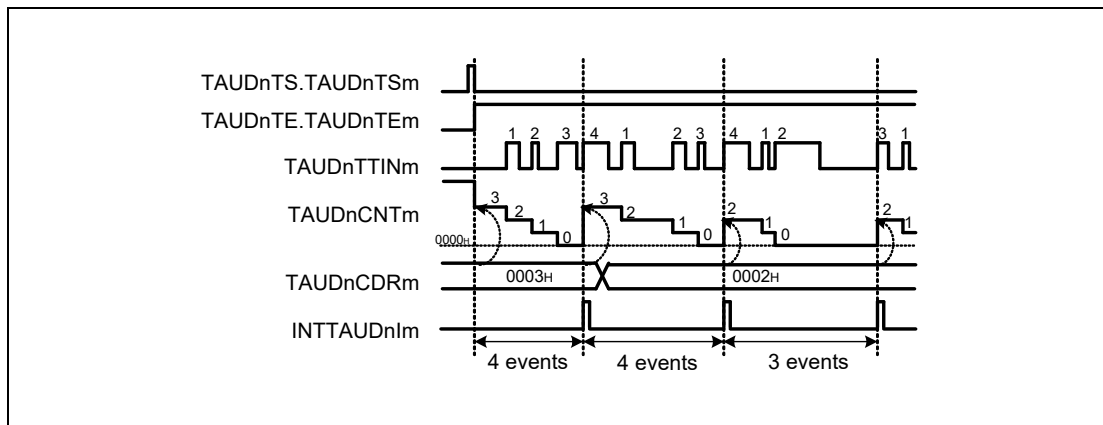 TAUDnTS.TAUDnTSm
TAUDnTE.TAUDnTEm
1 2 3 4 1 2 3 4 1 2 3 1
TAUDnTTINm
3 2 1 0 3 2 1 0 2 1 0 2 1
TAUDnCNTm
0000H
0003H 0002H
TAUDnCDRm
INTTAUDnIm
4 events 4 events 3 events